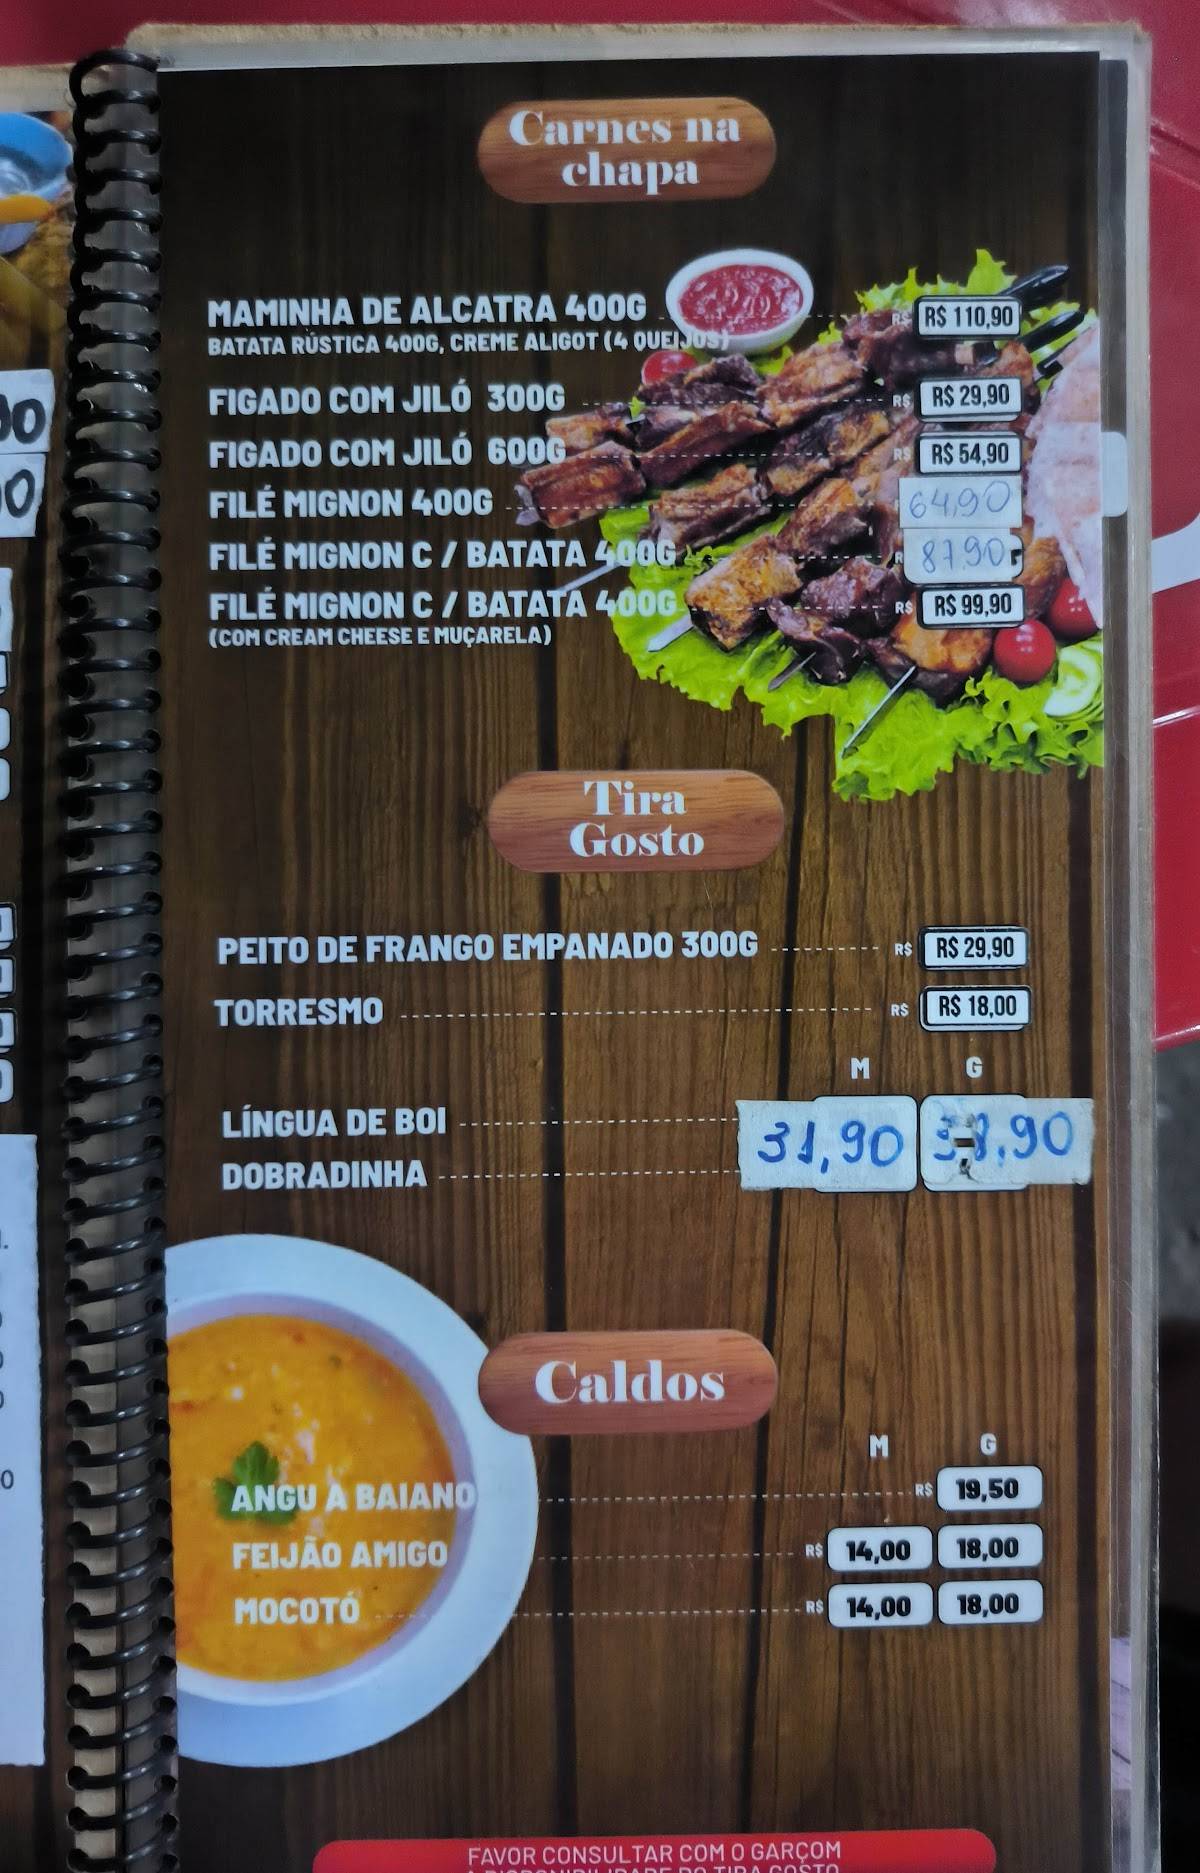 Carnes na
chapa
MAMINHA DE ALCATRA 400G R$ R$ 110,90
BATATA RÚSTICA 400G, CREME ALIGOT (4 QUEIJOS)
FIGADO COM JILÓ 300G R$ R$ 29,90
FIGADO COM JILÓ 600G R$ R$ 54,90
FILÉ MIGNON 400G 64,90
FILÉ MIGNON C / BATATA 400G 87,90
FILÉ MIGNON C / BATATA 400G R$ R$ 99,90
(COM CREAM CHEESE E MUÇARELA)
Tira
Gosto
PEITO DE FRANGO EMPANADO 300G R$ R$ 29,90
TORRESMO R$ R$ 18,00
M G
LÍNGUA DE BOI 31,90
DOBRADINHA
Caldos
M G
ANGU À BAIANO R$ 19,50
FEIJÃO AMIGO R$ 14,00 18,00
MOCOTÓ R$ 14,00 18,00
FAVOR CONSULTAR COM O GARÇOM